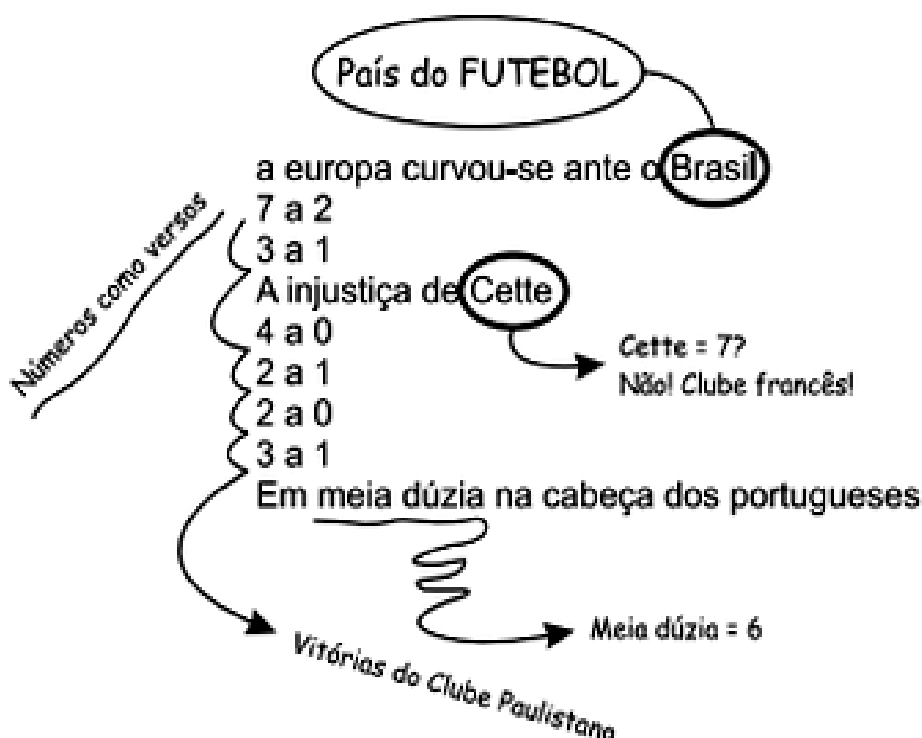 País do FUTEBOL
a europa curvou-se ante o Brasil
7 a 2
3 a 1
A injustiça de Cette
4 a 0
2 a 1
2 a 0
3 a 1
Em meia dúzia na cabeça dos portugueses
Números como versos
Cette = 7?
Não! Clube francês!
Meia dúzia = 6
Vitórias do Clube Paulistano